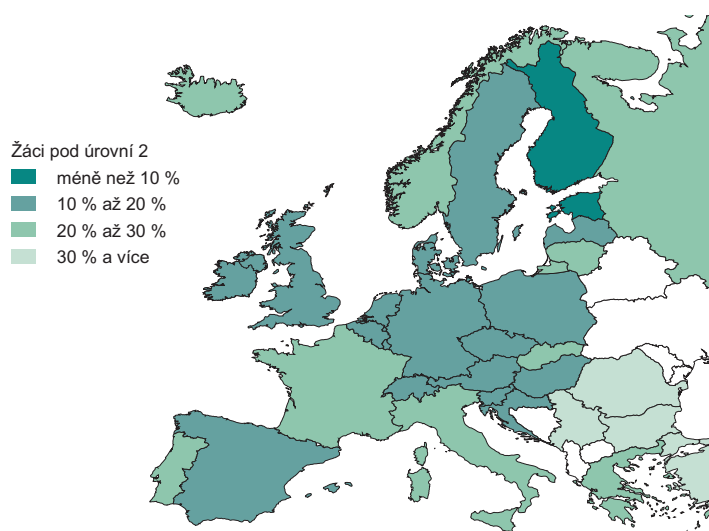 Žáci pod úrovní 2
méně než 10 %
10 % až 20 %
20 % až 30 %
30 % a více